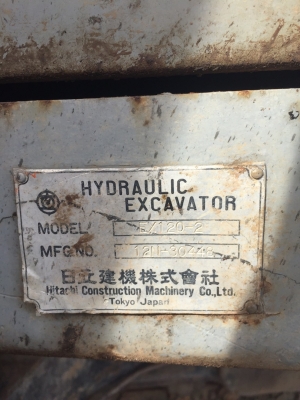 HYDRAULIC
EXCAVATOR
MODEL
MFG NO.
日立建機株式會社
Hitachi Construction Machinery Co.,Ltd.
Tokyo Japan